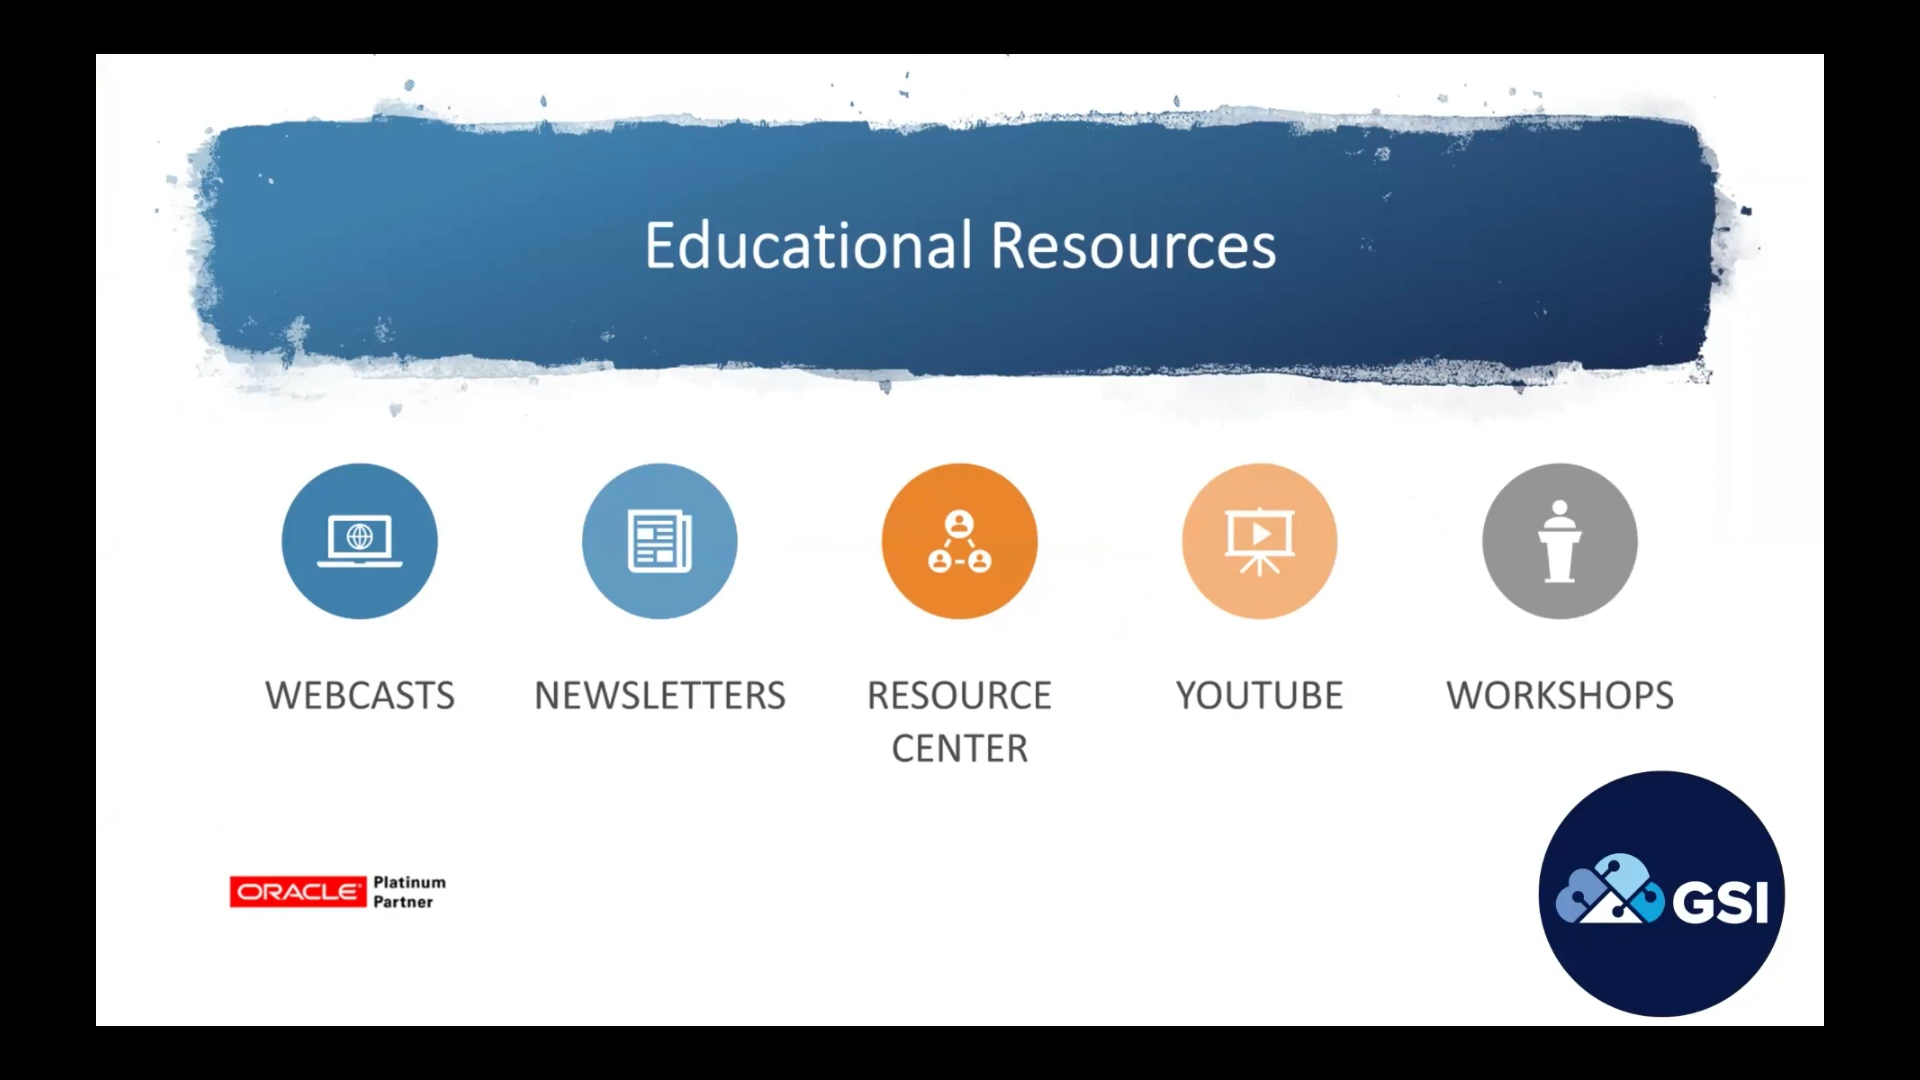 Educational Resources
WEBCASTS
NEWSLETTERS
RESOURCE
CENTER
YOUTUBE
WORKSHOPS
ORACLE Platinum
Partner
GSI